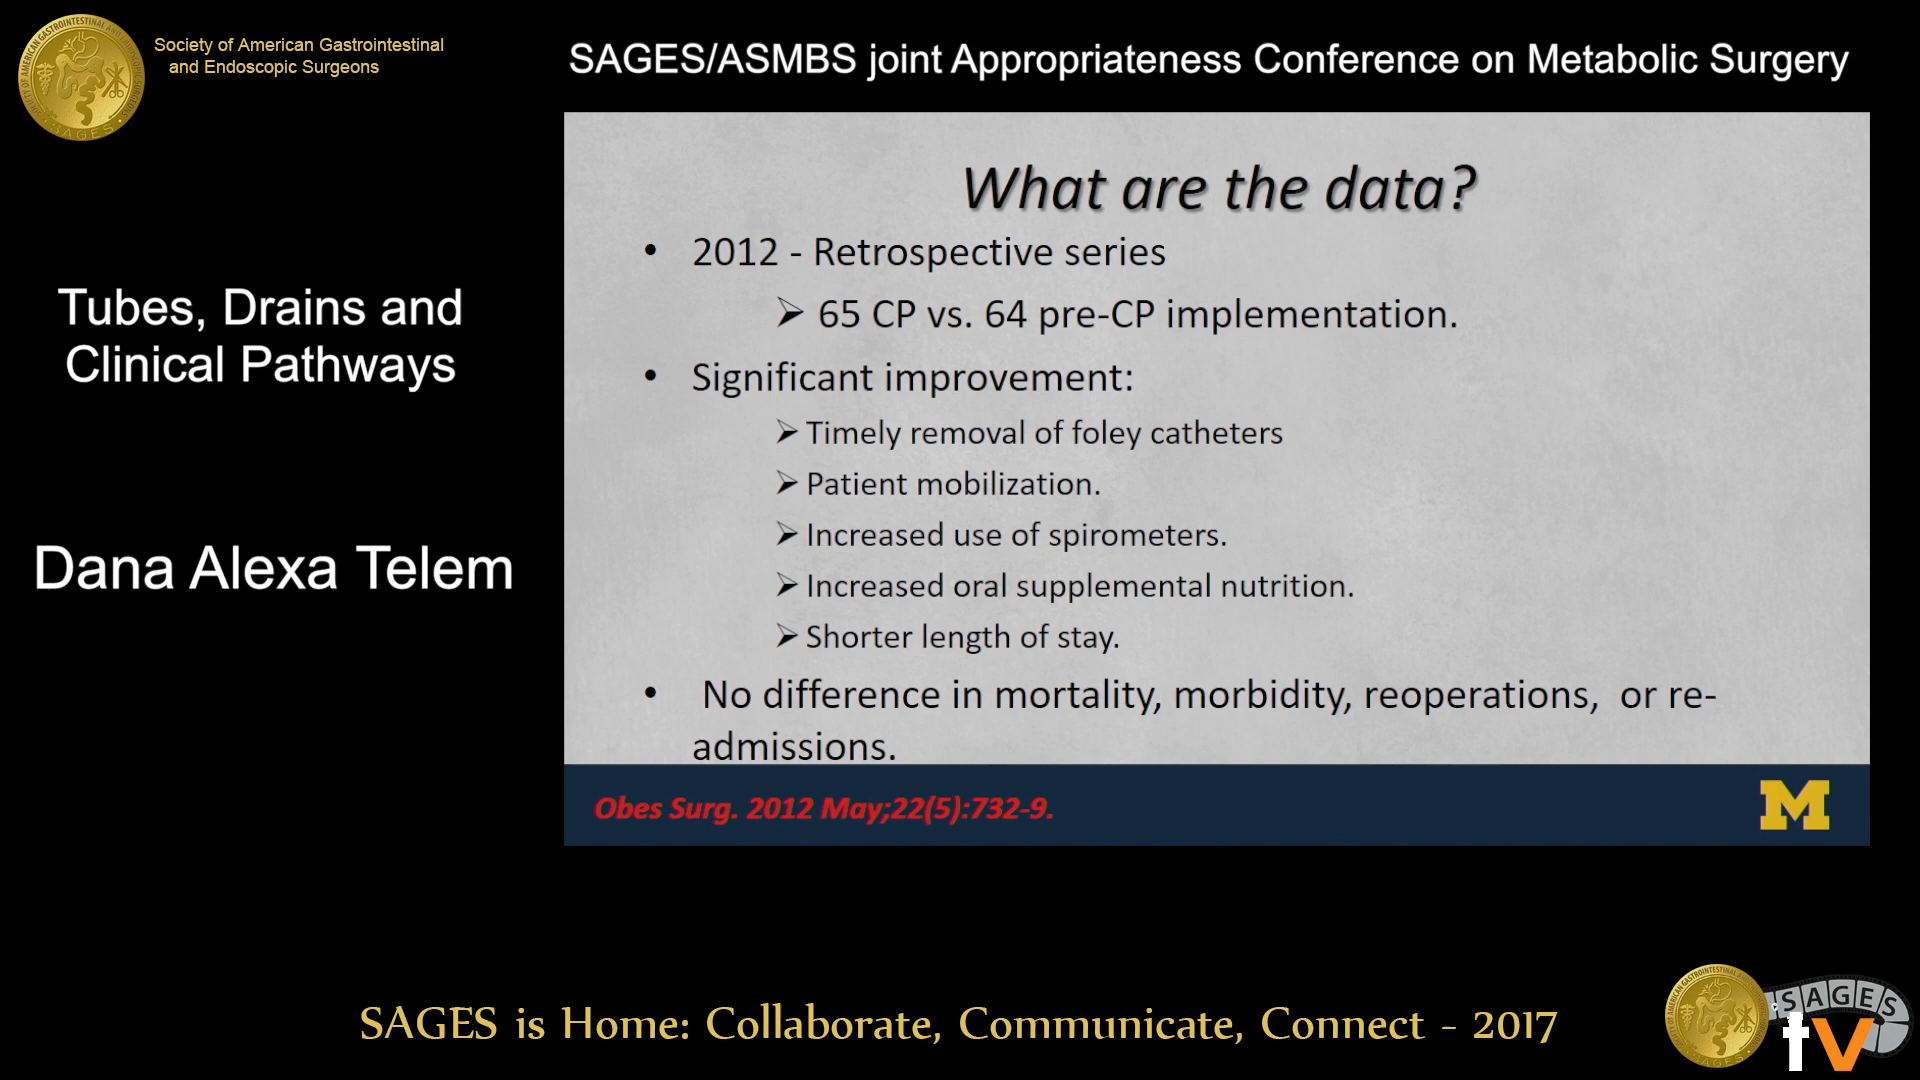 Society of American Gastrointestinal
and Endoscopic Surgeons
SAGES/ASMBS joint Appropriateness Conference on Metabolic Surgery
Tubes, Drains and
Clinical Pathways
Dana Alexa Telem
What are the data?
• 2012 - Retrospective series
➢ 65 CP vs. 64 pre-CP implementation.
• Significant improvement:
➢ Timely removal of foley catheters
➢ Patient mobilization.
➢ Increased use of spirometers.
➢ Increased oral supplemental nutrition.
➢ Shorter length of stay.
• No difference in mortality, morbidity, reoperations, or re-
admissions.
Obes Surg. 2012 May;22(5):732-9.
M
SAGES is Home: Collaborate, Communicate, Connect - 2017
SAGES
tv